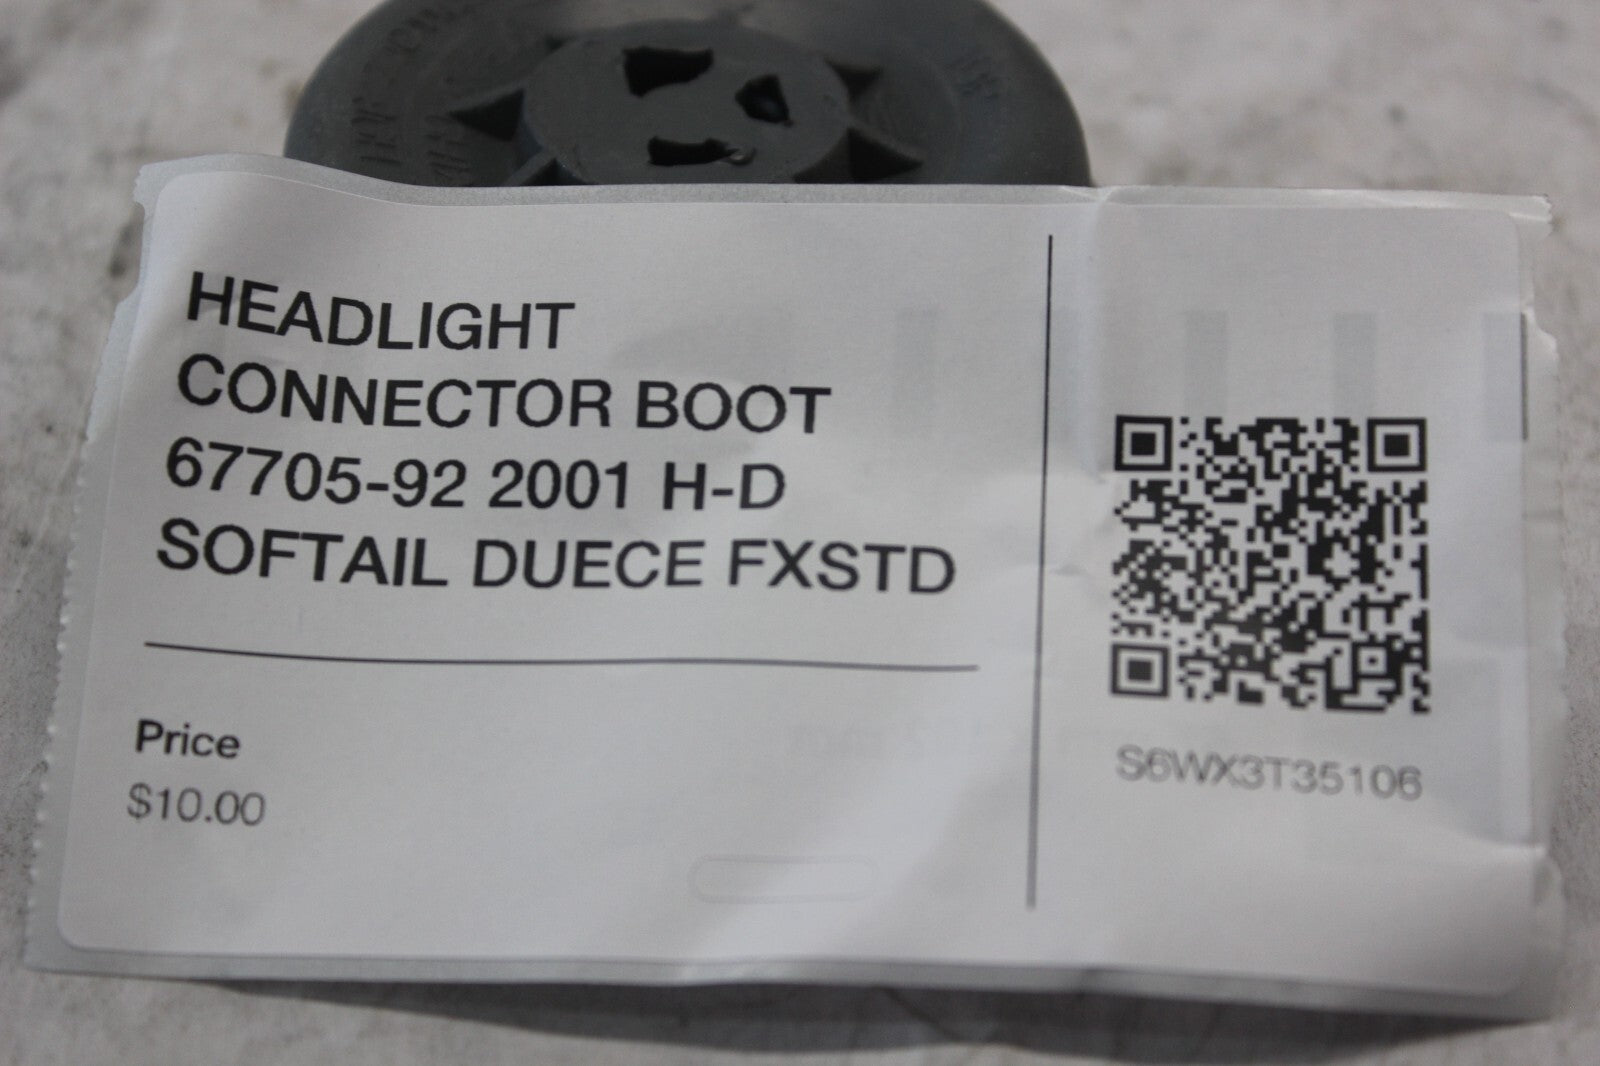 HEADLIGHT
CONNECTOR BOOT
67705-92 2001 H-D
SOFTAIL DUECE FXSTD
Price
$10.00
S6WX3T35106